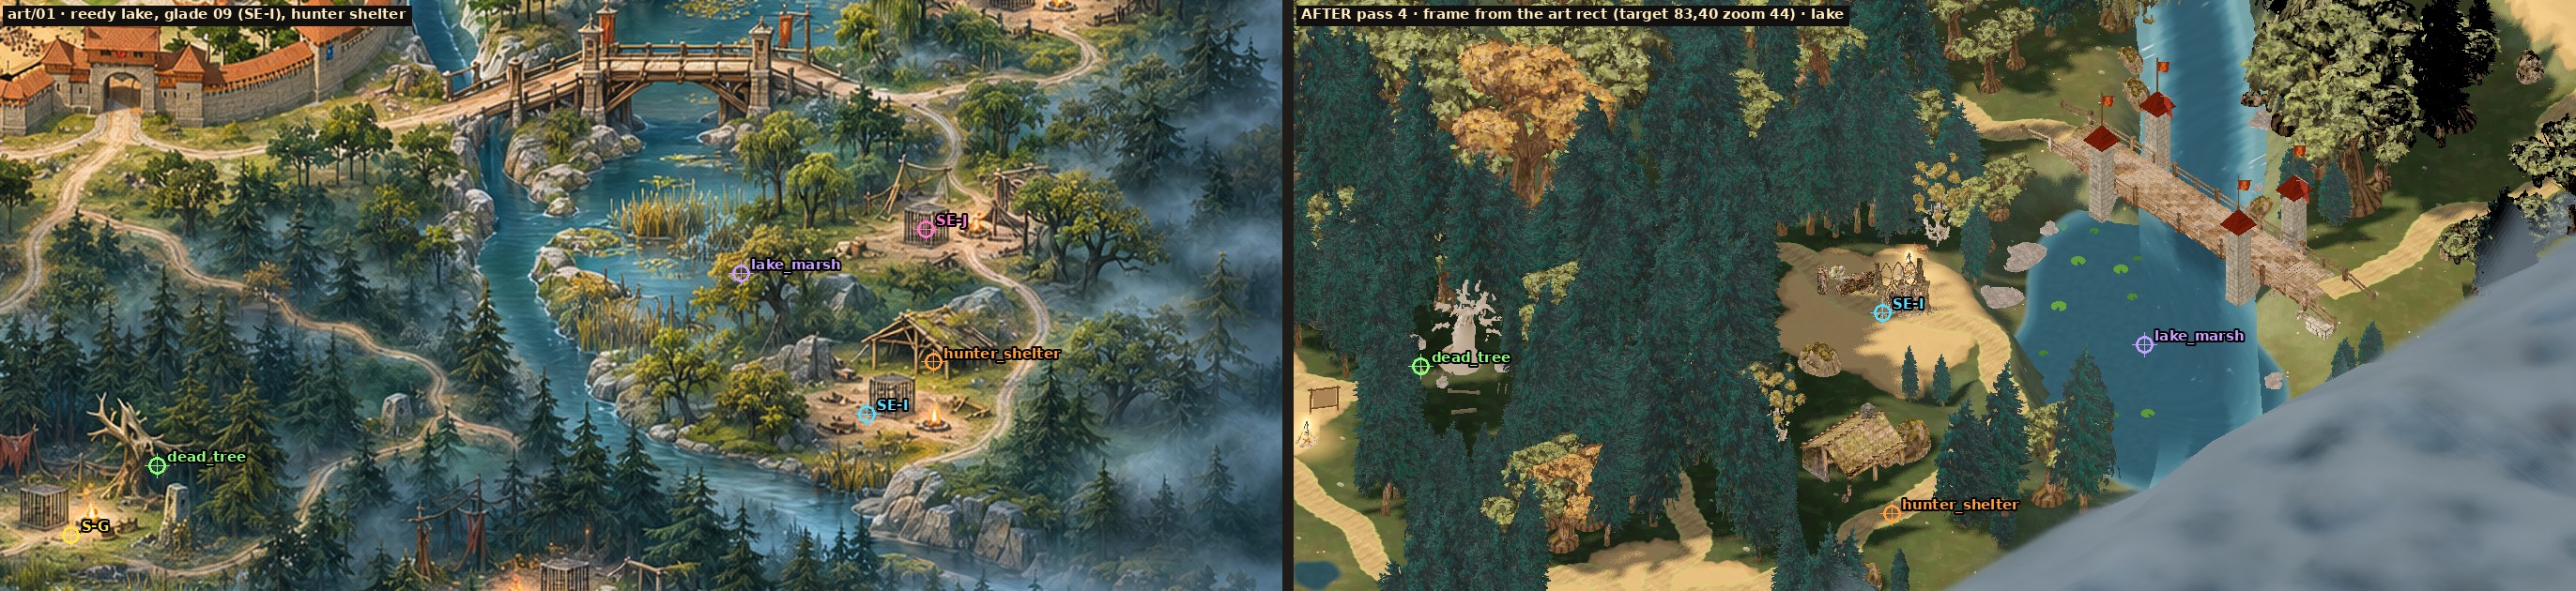 art/01 · reedy lake, glade 09 (SE-I), hunter shelter
SE-J
lake_marsh
hunter_shelter
SE-I
dead_tree
S-G
AFTER pass 4 · frame from the art rect (target 83,40 zoom 44) · lake
SE-I
lake_marsh
dead_tree
hunter_shelter